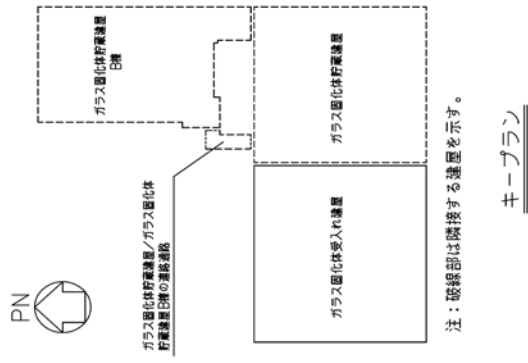 PN
ガラス固化体貯蔵建屋
B棟
ガラス固化体貯蔵建屋/ガラス固化体
貯蔵建屋B棟の連絡通路
ガラス固化体貯蔵建屋
ガラス固化体受入れ建屋
注：破線部は隣接する建屋を示す。
キープラン